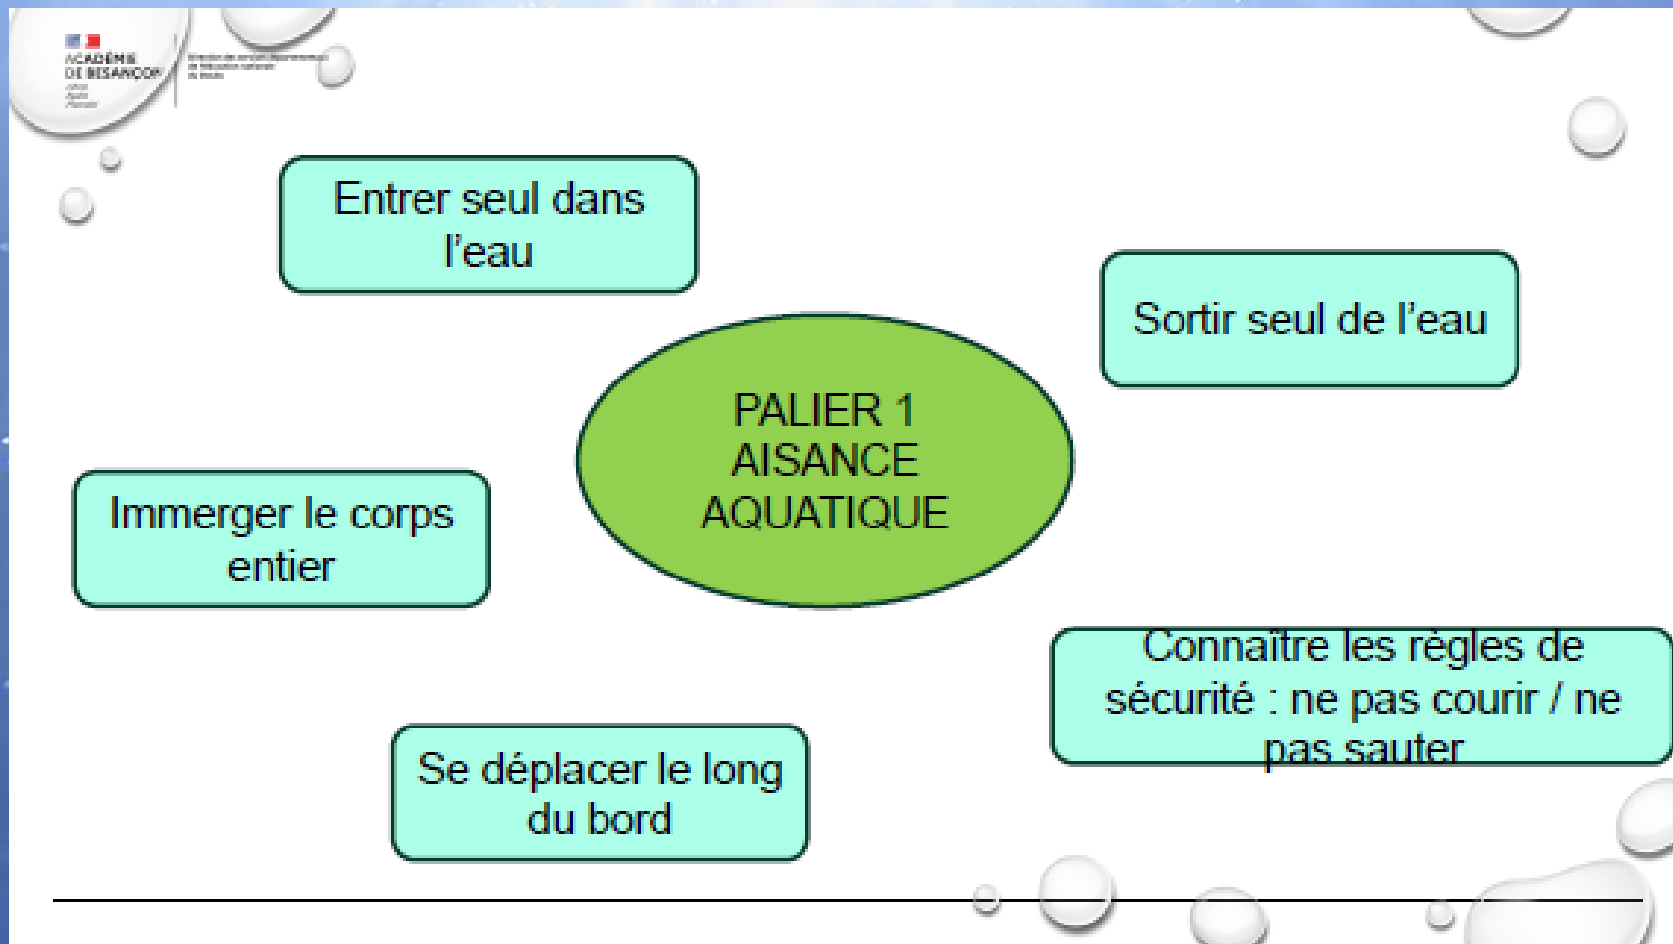 ACADÉMIE
DE BESANÇON
Entrer seul dans
l’eau
Sortir seul de l’eau
PALIER 1
AISANCE
AQUATIQUE
Immerger le corps
entier
Connaître les règles de
sécurité : ne pas courir / ne
pas sauter
Se déplacer le long
du bord